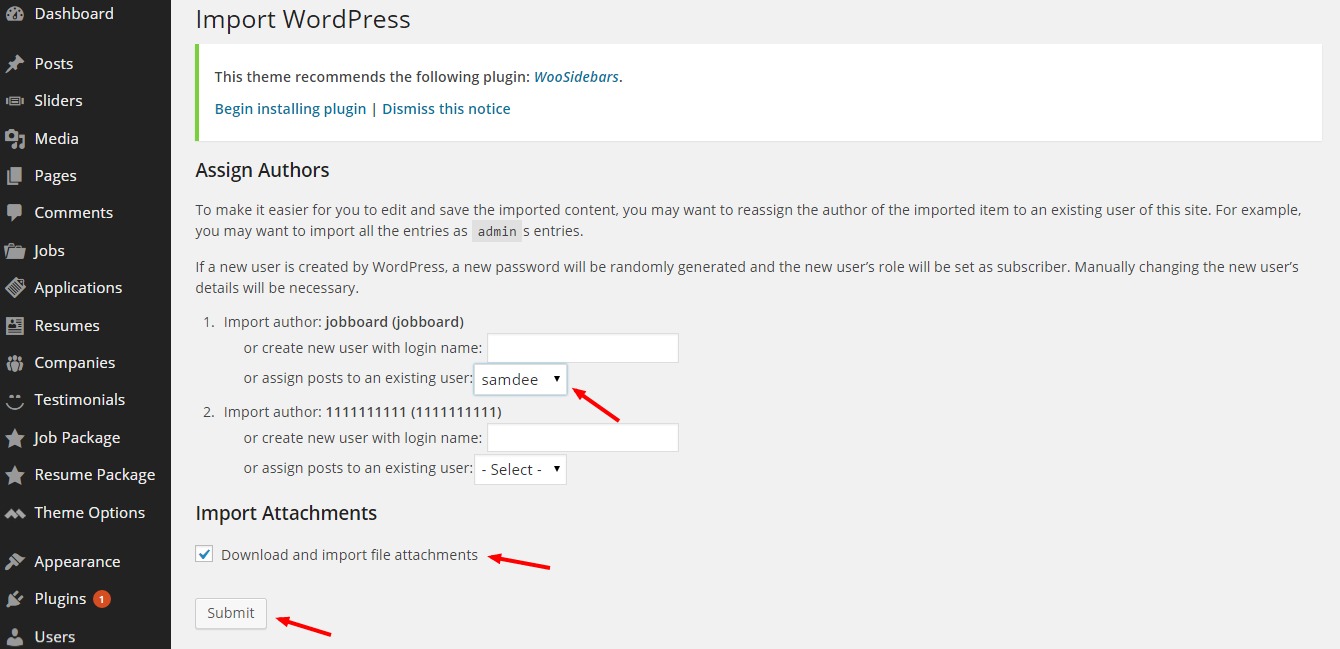 Dashboard
Posts
Sliders
Media
Pages
Comments
Jobs
Applications
Resumes
Companies
Testimonials
Job Package
Resume Package
Theme Options
Appearance
Plugins 1
Users
Import WordPress
This theme recommends the following plugin: WooSidebars.
Begin installing plugin | Dismiss this notice
Assign Authors
To make it easier for you to edit and save the imported content, you may want to reassign the author of the imported item to an existing user of this site. For example,
you may want to import all the entries as admin s entries.
If a new user is created by WordPress, a new password will be randomly generated and the new user’s role will be set as subscriber. Manually changing the new user’s
details will be necessary.
1. Import author: jobboard (jobboard)
or create new user with login name:
or assign posts to an existing user: samdee
2. Import author: 1111111111 (1111111111)
or create new user with login name:
or assign posts to an existing user: - Select -
Import Attachments
Download and import file attachments
Submit